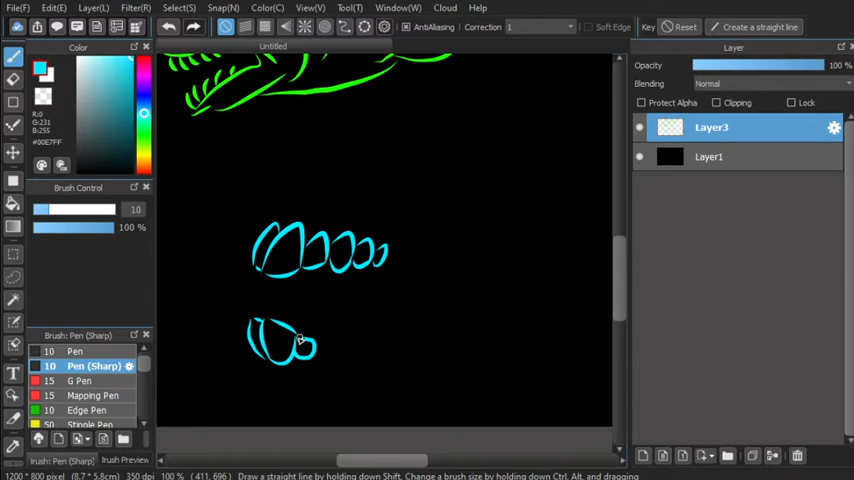 File(F) Edit(E) Layer(L) Filter(R) Select(S) Snap(N) Color(C) View(V) Tool(T) Window(W) Cloud Help
AntiAliasing Correction 1 Soft Edge Key Reset Create a straight line
Untitled
Color
R:0
G:231
B:255
#00E7FF
Brush Control
10
100 %
Brush: Pen (Sharp)
10 Pen
10 Pen (Sharp)
15 G Pen
15 Mapping Pen
10 Edge Pen
50 Stipple Pen
Brush: Pen (Sharp) Brush Preview
Layer
Opacity 100 %
Blending Normal
Protect Alpha Clipping Lock
Layer3
Layer1
1200 * 800 pixel (8.7 * 5.8cm) 350 dpi 100 % ( 411, 696) Draw a straight line by holding down Shift, Change a brush size by holding down Ctrl, Alt, and dragging